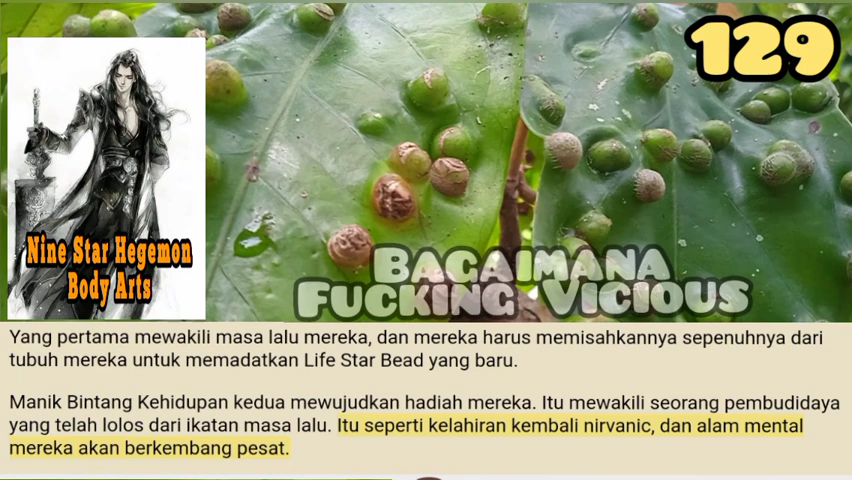 129
Nine Star Hegemon
Body Arts
BAGAIMANA
FUCKING VICIOUS
Yang pertama mewakili masa lalu mereka, dan mereka harus memisahkannya sepenuhnya dari
tubuh mereka untuk memadatkan Life Star Bead yang baru.
Manik Bintang Kehidupan kedua mewujudkan hadiah mereka. Itu mewakili seorang pembudidaya
yang telah lolos dari ikatan masa lalu. Itu seperti kelahiran kembali nirvanic, dan alam mental
mereka akan berkembang pesat.